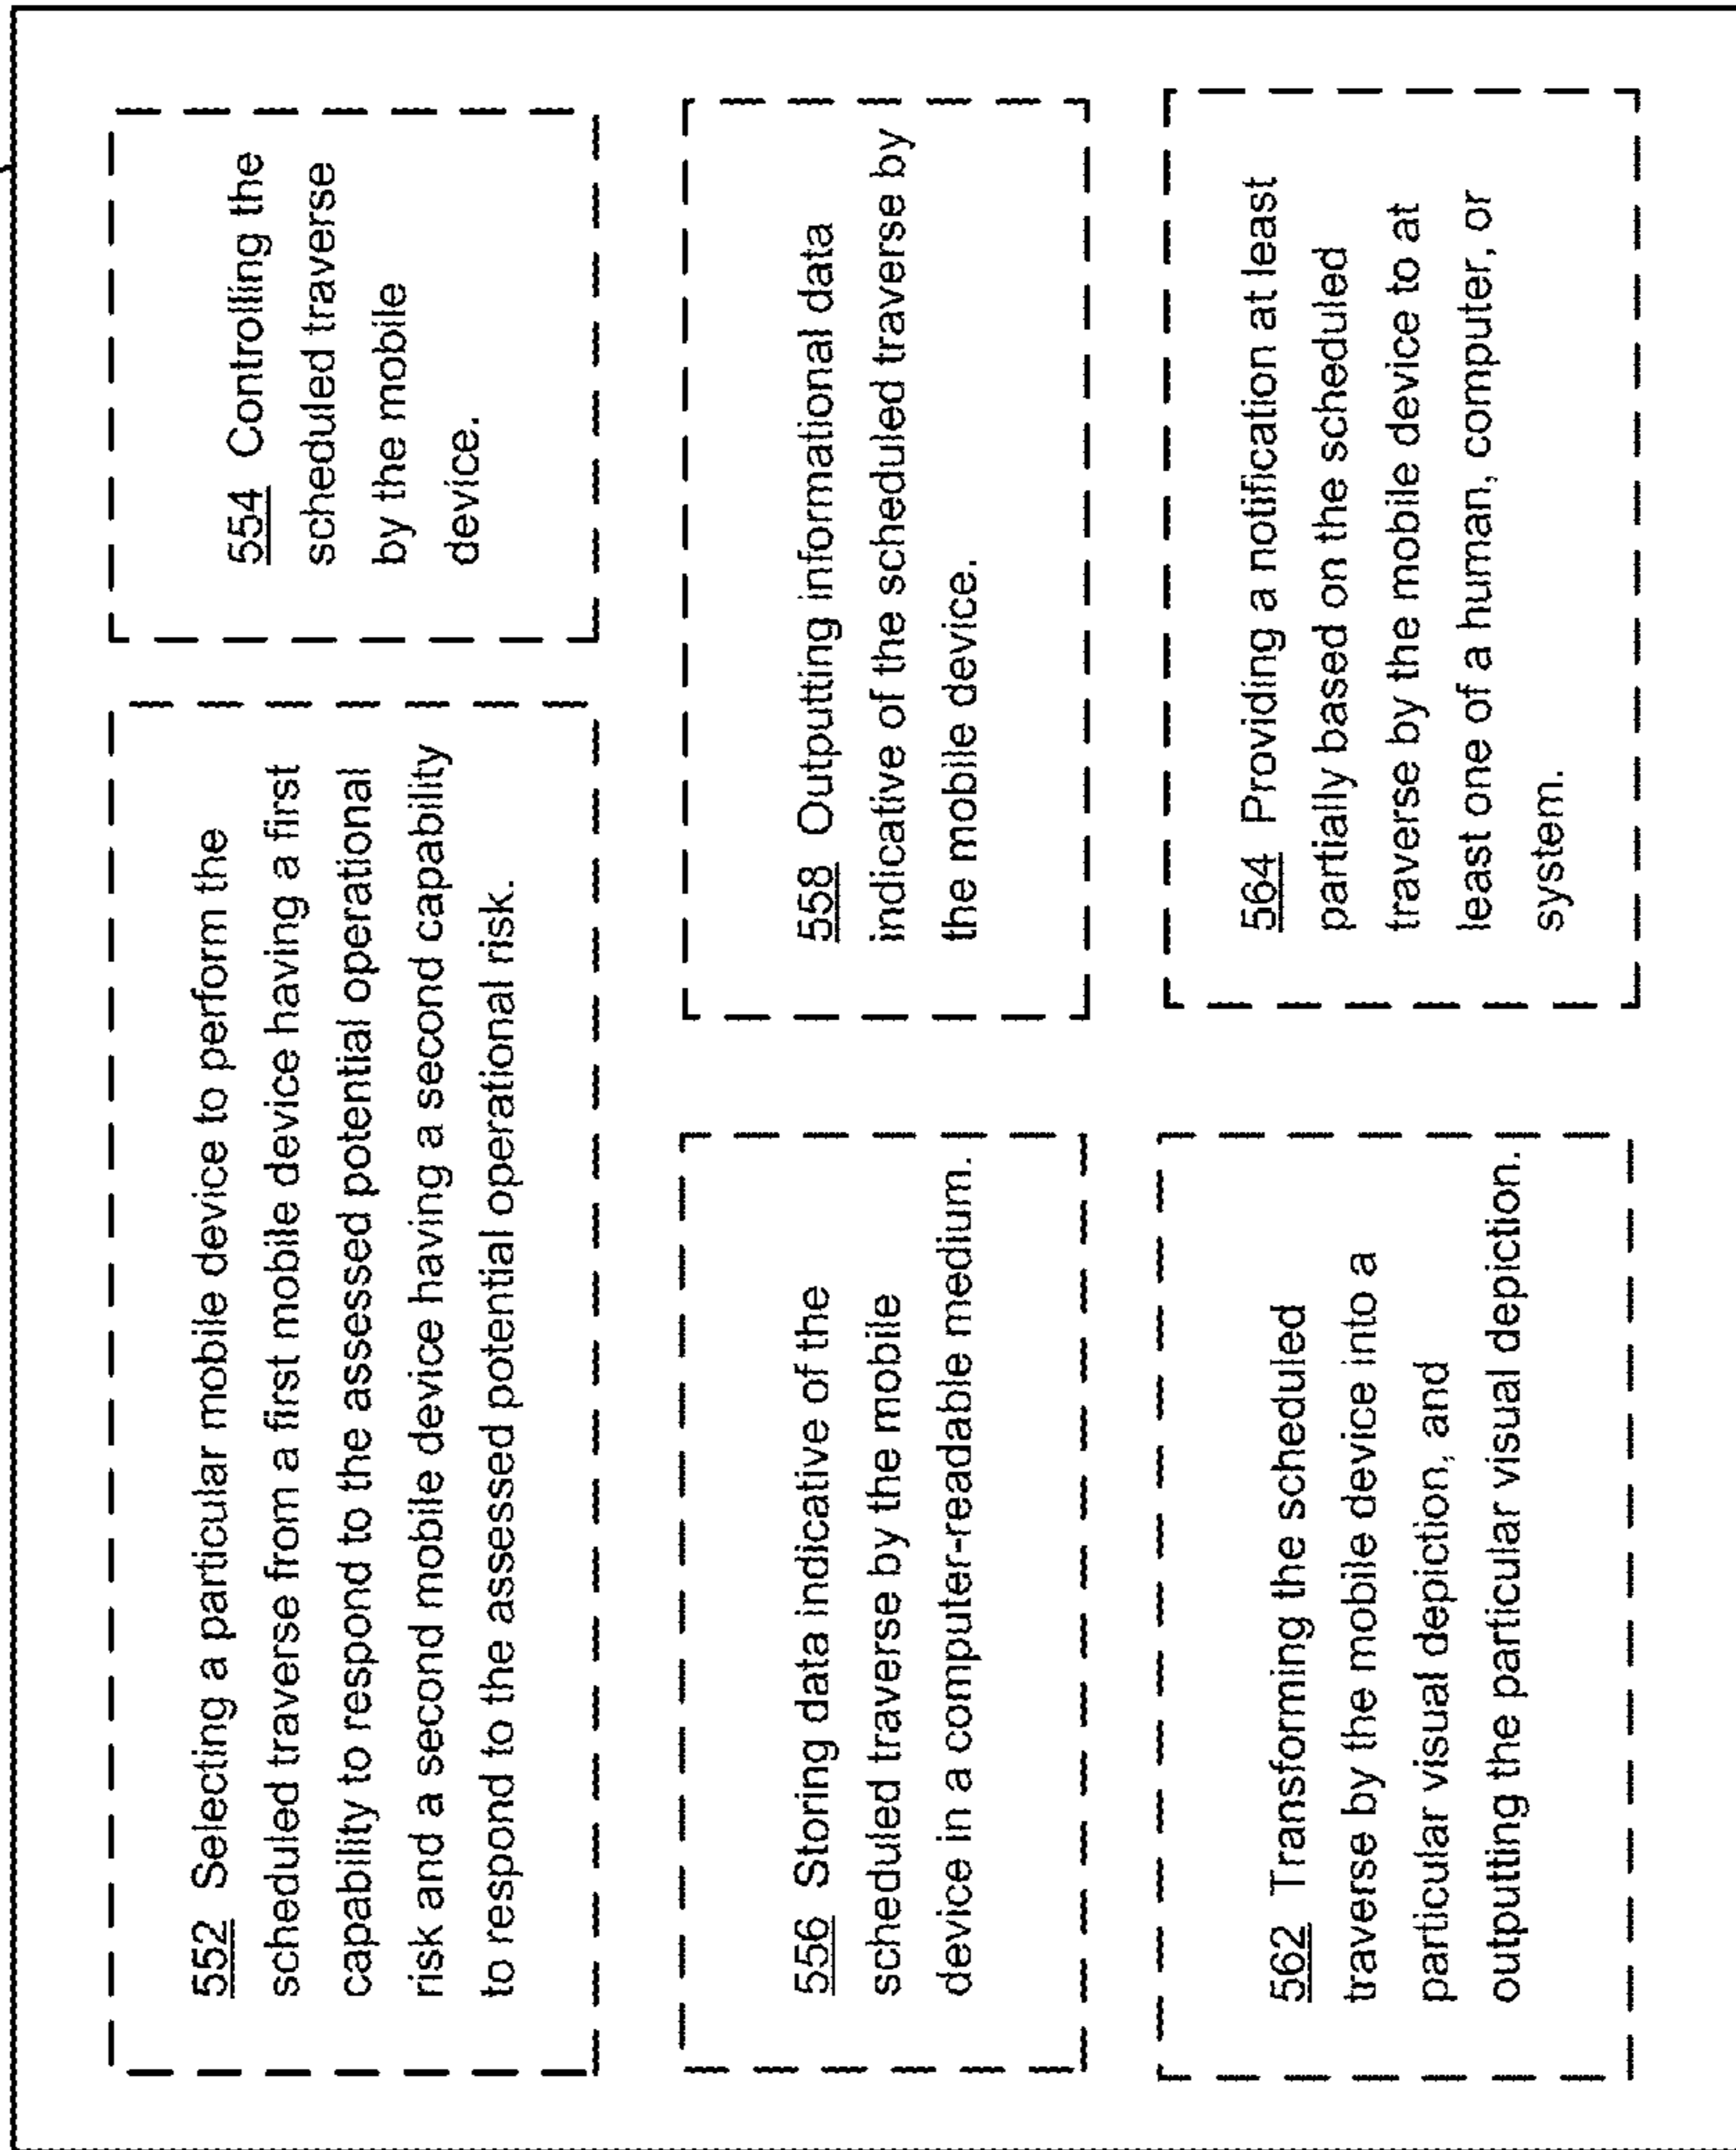 552 Selecting a particular mobile device to perform the
scheduled traverse from a first mobile device having a first
capability to respond to the assessed potential operational
risk and a second mobile device having a second capability
to respond to the assessed potential operational risk.
554 Controlling the
scheduled traverse
by the mobile
device.
556 Storing data indicative of the
scheduled traverse by the mobile
device in a computer-readable medium.
558 Outputting informational data
indicative of the scheduled traverse by
the mobile device.
562 Transforming the scheduled
traverse by the mobile device into a
particular visual depiction, and
outputting the particular visual depiction.
564 Providing a notification at least
partially based on the scheduled
traverse by the mobile device to at
least one of a human, computer, or
system.